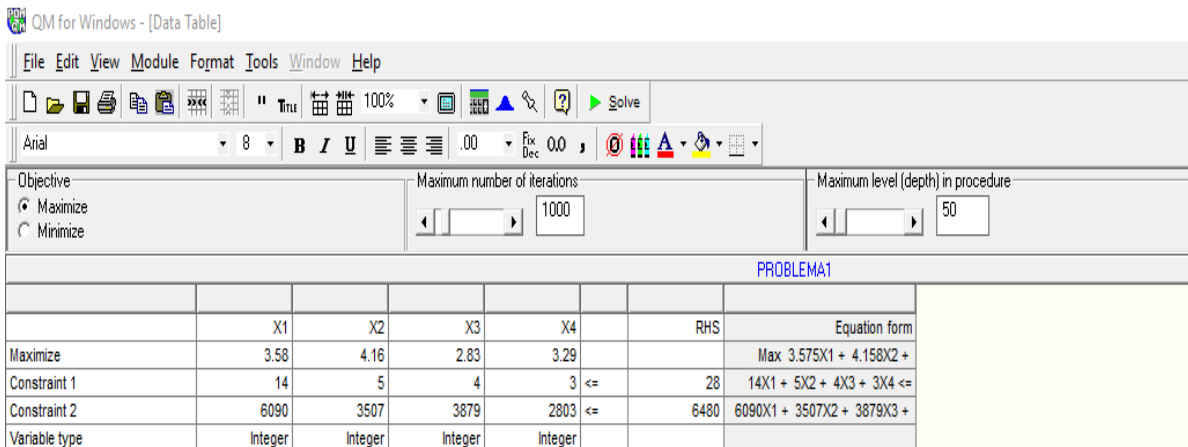 QM for Windows - [Data Table]
File Edit View Module Format Tools Window Help
" TITLE 100% Solve
Arial 8 B I U .00 Fix Dec 0.0 , 0 A
Objective Maximum number of iterations Maximum level (depth) in procedure
Maximize 1000 50
Minimize
PROBLEMA1
X1 X2 X3 X4 RHS Equation form
Maximize 3.58 4.16 2.83 3.29 Max 3.575X1 + 4.158X2 +
Constraint 1 14 5 4 3 <= 28 14X1 + 5X2 + 4X3 + 3X4 <=
Constraint 2 6090 3507 3879 2803 <= 6480 6090X1 + 3507X2 + 3879X3 +
Variable type Integer Integer Integer Integer